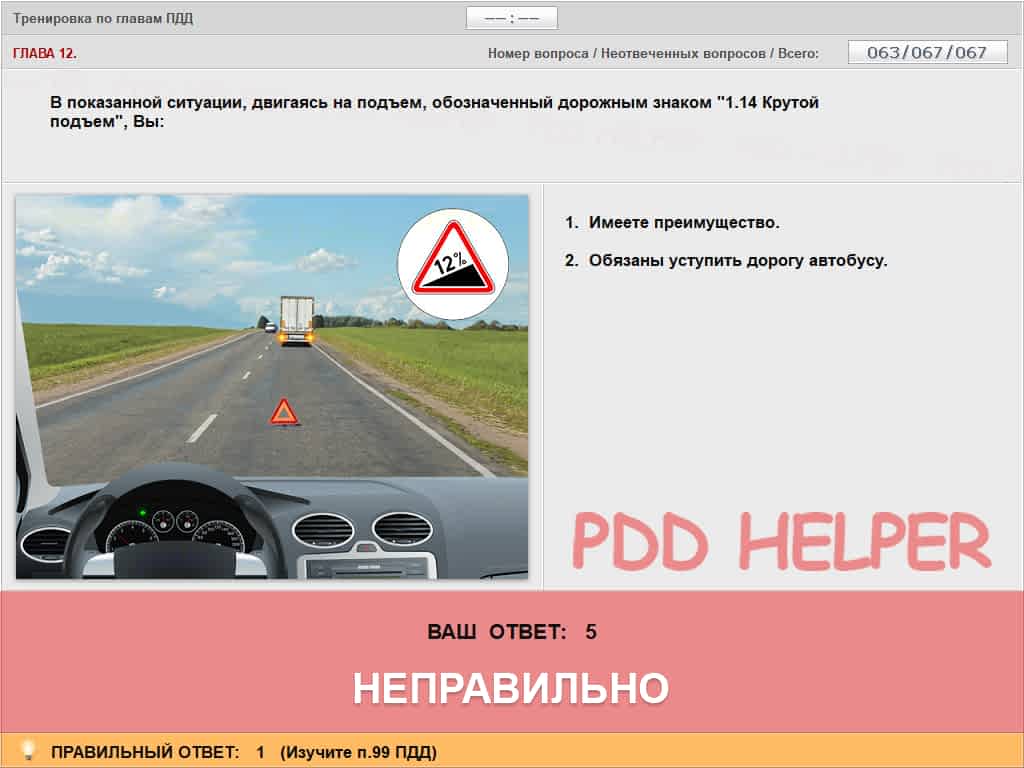 Тренировка по главам ПДД
−− : −−
ГЛАВА 12.
Номер вопроса / Неотвеченных вопросов / Всего:
063/067/067
В показанной ситуации, двигаясь на подъем, обозначенный дорожным знаком "1.14 Крутой
подъем", Вы:
12%
1. Имеете преимущество.
2. Обязаны уступить дорогу автобусу.
PDD HELPER
ВАШ ОТВЕТ: 5
НЕПРАВИЛЬНО
ПРАВИЛЬНЫЙ ОТВЕТ: 1 (Изучите п.99 ПДД)